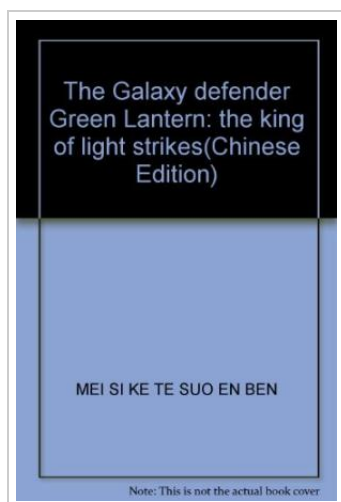 The Galaxy defender
Green Lantern: the king
of light strikes(Chinese
Edition)
MEI SI KE TE SUO EN BEN
Note: This is not the actual book cover